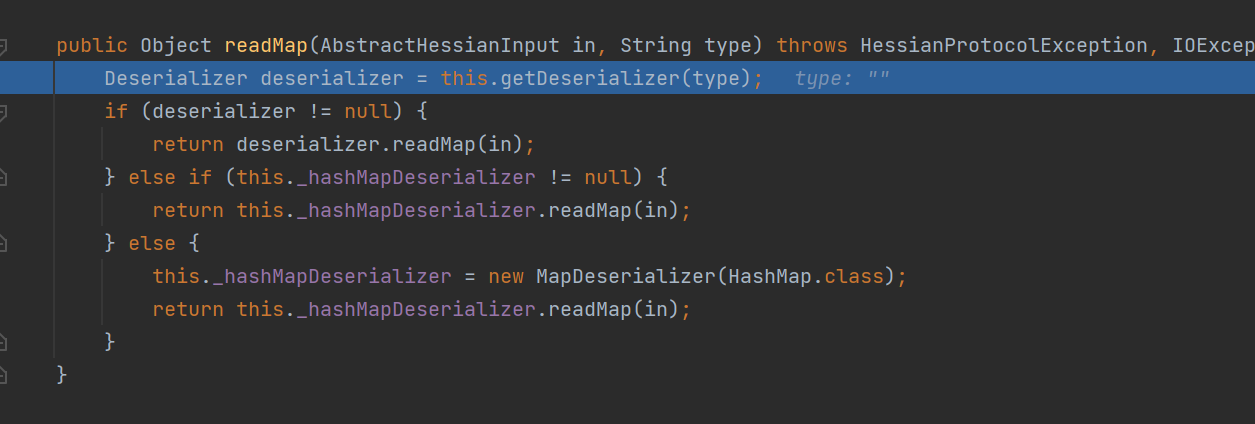 public Object readMap(AbstractHessianInput in, String type) throws HessianProtocolException, IOExcep
Deserializer deserializer = this.getDeserializer(type);   type: ""
if (deserializer != null) {
return deserializer.readMap(in);
} else if (this._hashMapDeserializer != null) {
return this._hashMapDeserializer.readMap(in);
} else {
this._hashMapDeserializer = new MapDeserializer(HashMap.class);
return this._hashMapDeserializer.readMap(in);
}
}